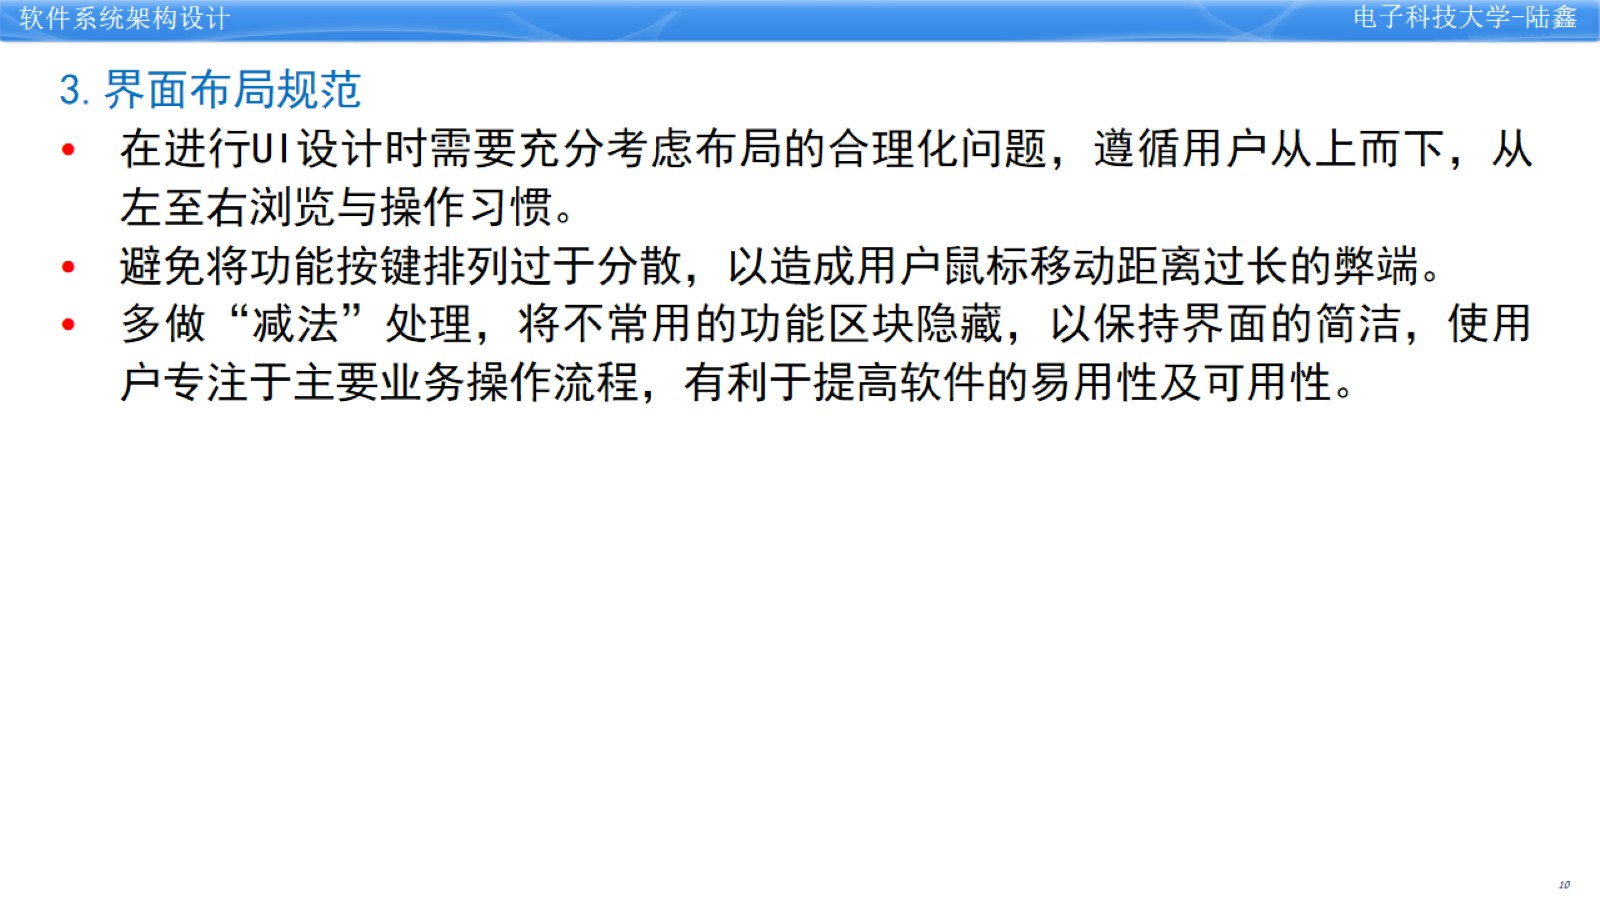 软件系统架构设计
电子科技大学-陆鑫
3.界面布局规范
• 在进行UI设计时需要充分考虑布局的合理化问题，遵循用户从上而下，从
左至右浏览与操作习惯。
• 避免将功能按键排列过于分散，以造成用户鼠标移动距离过长的弊端。
• 多做“减法”处理，将不常用的功能区块隐藏，以保持界面的简洁，使用
户专注于主要业务操作流程，有利于提高软件的易用性及可用性。
10